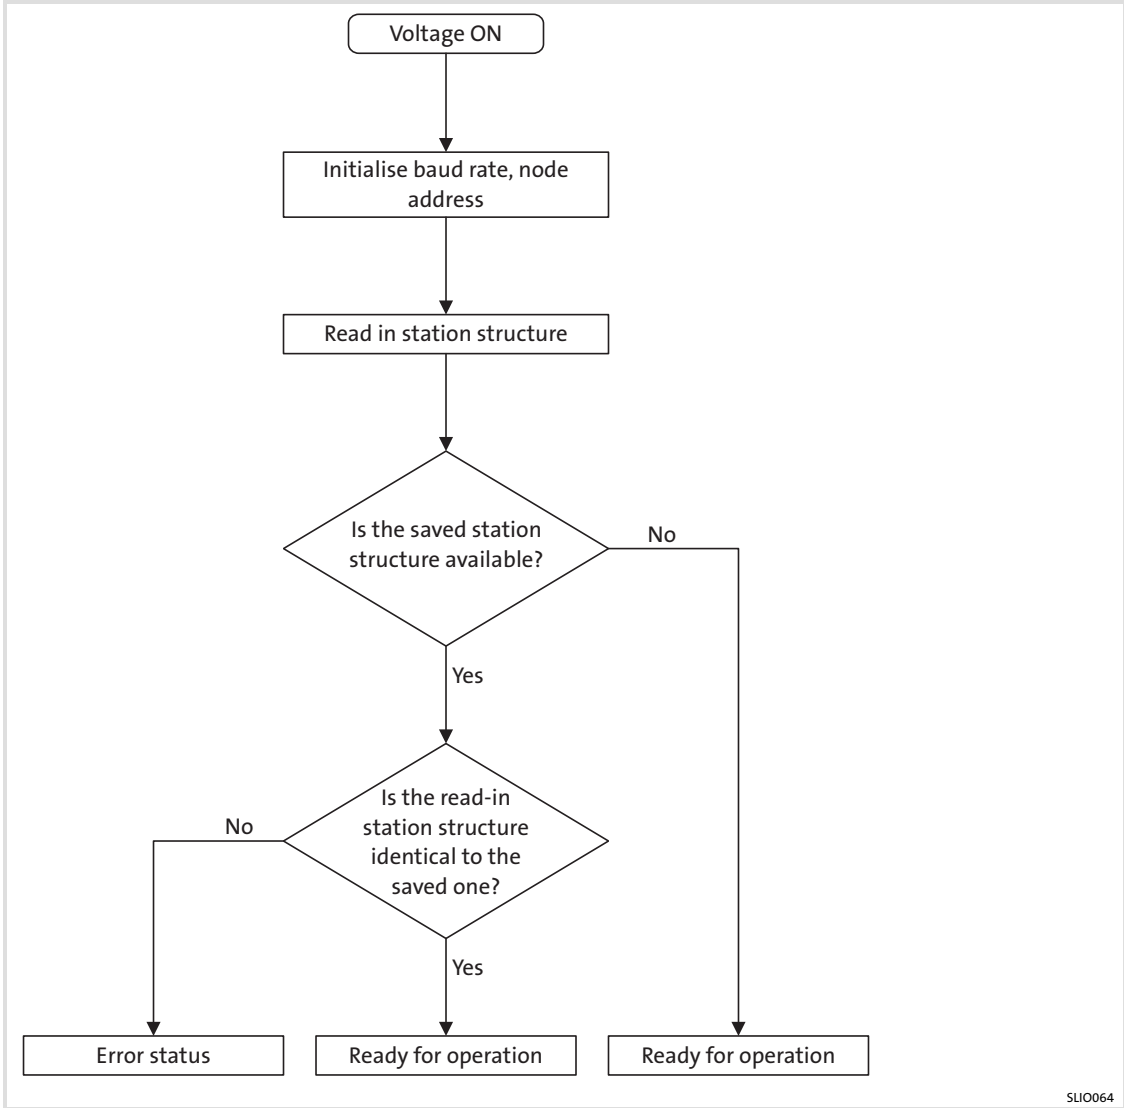 Voltage ON
Initialise baud rate, node
address
Read in station structure
Is the saved station
structure available?
No
Yes
Is the read-in
station structure
identical to the
saved one?
No
Yes
Error status
Ready for operation
Ready for operation
SLIO064